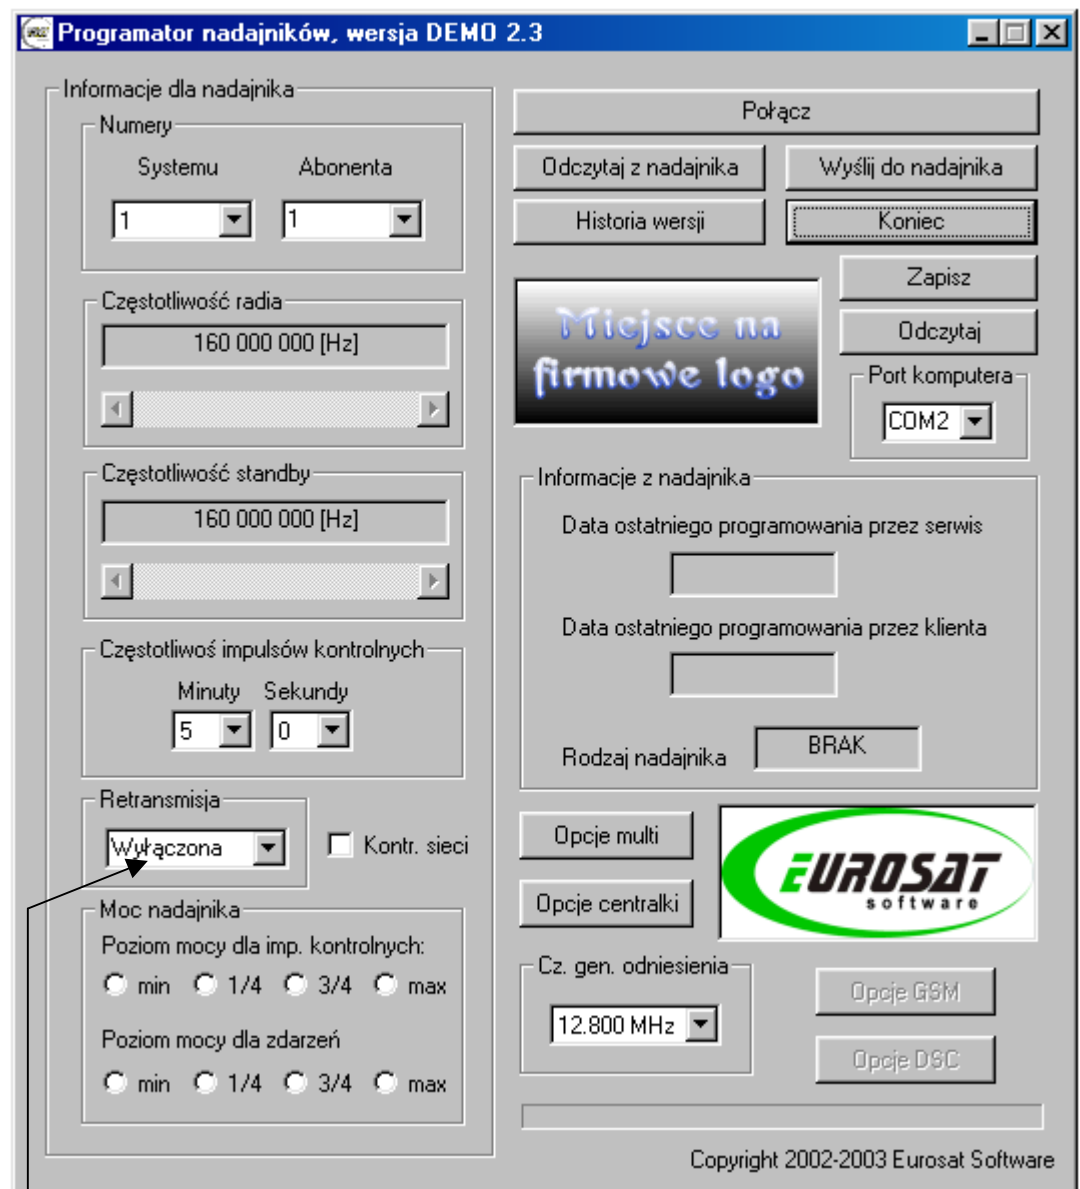 Programator nadajników, wersja DEMO 2.3
Informacje dla nadajnika
Numery
Systemu Abonenta
1 1
Częstotliwość radia
160 000 000 [Hz]
Częstotliwość standby
160 000 000 [Hz]
Częstotliwoś impulsów kontrolnych
Minuty Sekundy
5 0
Retransmisja
Wyłączona
Kontr. sieci
Moc nadajnika
Poziom mocy dla imp. kontrolnych:
min 1/4 3/4 max
Poziom mocy dla zdarzeń
min 1/4 3/4 max
Połącz
Odczytaj z nadajnika Wyślij do nadajnika
Historia wersji Koniec
Zapisz
Odczytaj
Miejsce na
firmowe logo
Port komputera
COM2
Informacje z nadajnika
Data ostatniego programowania przez serwis
Data ostatniego programowania przez klienta
Rodzaj nadajnika BRAK
Opcje multi
Opcje centralki
EUROSAT
software
Cz. gen. odniesienia
12.800 MHz
Opcje GSM
Opcje DSC
Copyright 2002-2003 Eurosat Software